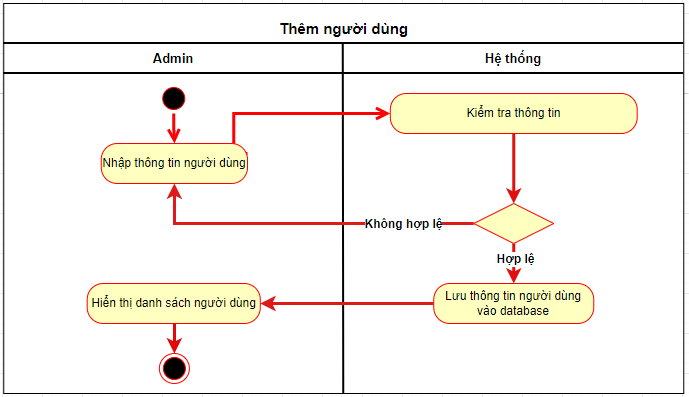 Thêm người dùng
Admin
Hệ thống
Kiểm tra thông tin
Nhập thông tin người dùng
Không hợp lệ
Hợp lệ
Lưu thông tin người dùng
vào database
Hiển thị danh sách người dùng